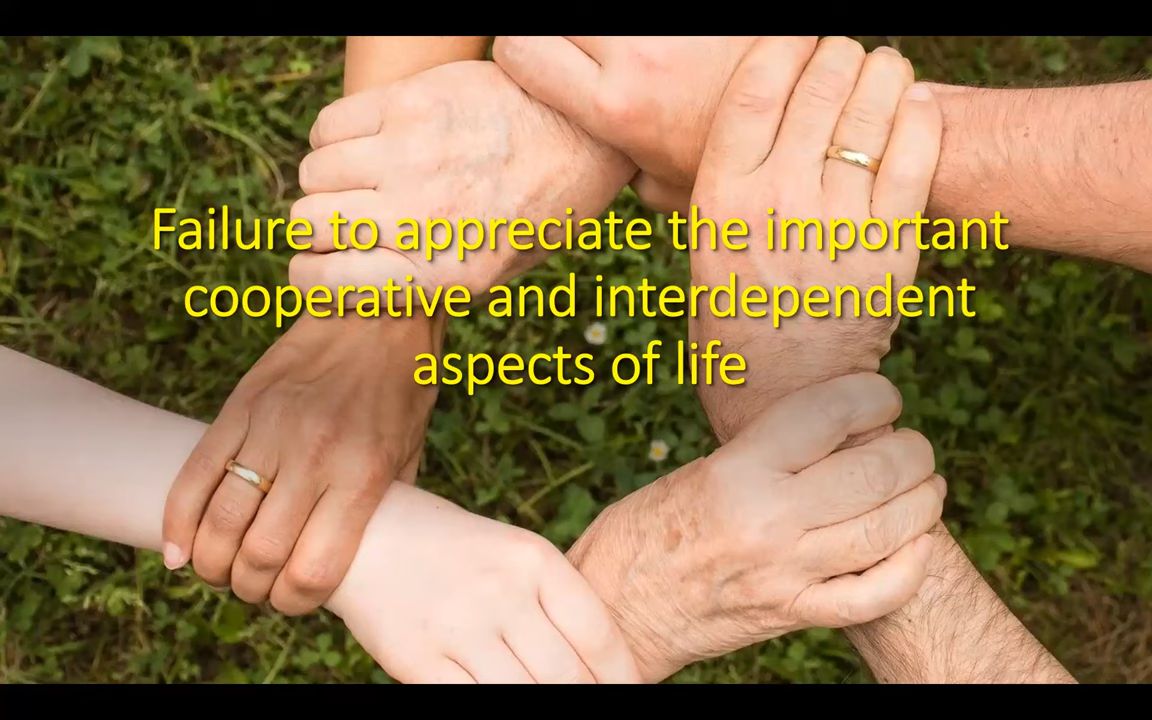 Failure to appreciate the important
cooperative and interdependent
aspects of life